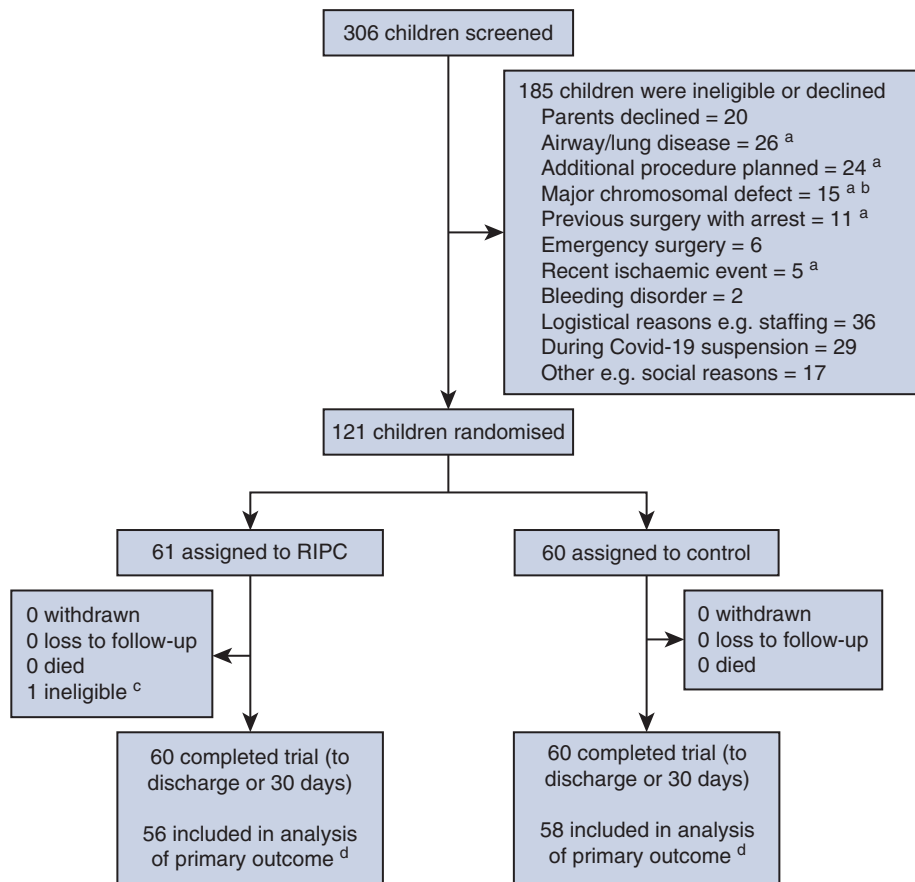 306 children screened
185 children were ineligible or declined
Parents declined = 20
Airway/lung disease = 26 a
Additional procedure planned = 24 a
Major chromosomal defect = 15 a b
Previous surgery with arrest = 11 a
Emergency surgery = 6
Recent ischaemic event = 5 a
Bleeding disorder = 2
Logistical reasons e.g. staffing = 36
During Covid-19 suspension = 29
Other e.g. social reasons = 17
121 children randomised
61 assigned to RIPC
60 assigned to control
0 withdrawn
0 loss to follow-up
0 died
1 ineligible c
0 withdrawn
0 loss to follow-up
0 died
60 completed trial (to
discharge or 30 days)
56 included in analysis
of primary outcome d
60 completed trial (to
discharge or 30 days)
58 included in analysis
of primary outcome d